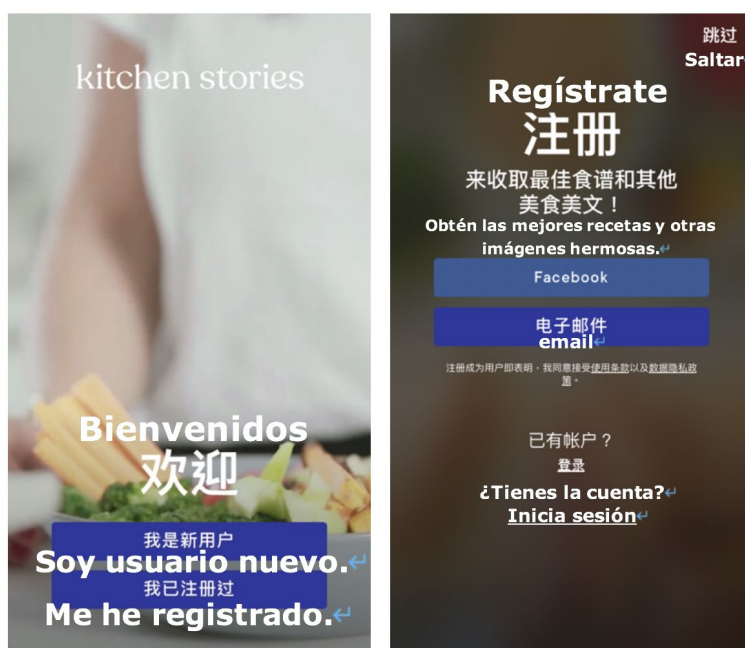 kitchen stories
Bienvenidos
欢迎
我是新用户
Soy usuario nuevo.
我已注册过
Me he registrado.
跳过
Saltar
Regístrate
注册
来收取最佳食谱和其他
美食美文！
Obtén las mejores recetas y otras
imágenes hermosas.
Facebook
电子邮件
email
注册成为用户即表明，我同意接受使用条款以及数据隐私政
策。
已有帐户？
登录
¿Tienes la cuenta?
Inicia sesión